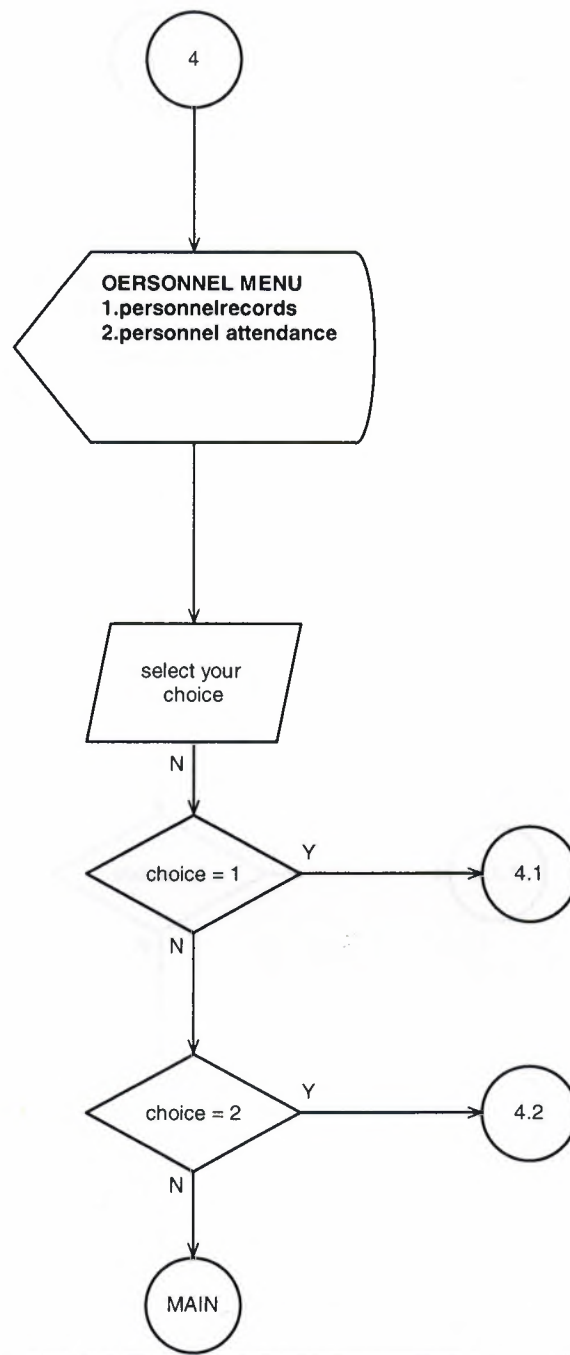 4
OERSONNEL MENU
1.personnelrecords
2.personnel attendance
select your
choice
N
choice = 1
Y
4.1
N
choice = 2
Y
4.2
N
MAIN